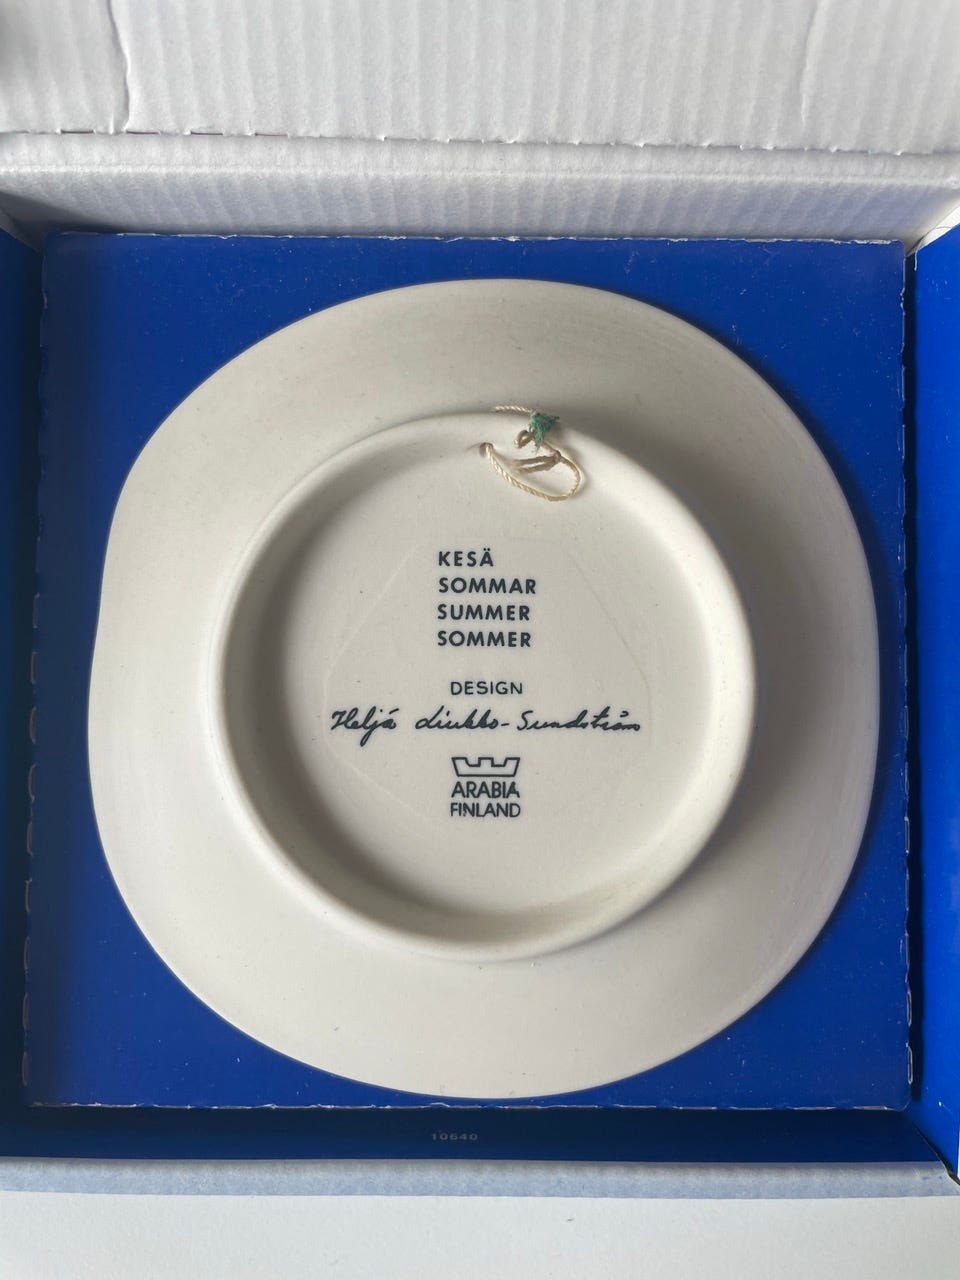 KESÄ
SOMMAR
SUMMER
SOMMER
DESIGN
Heljä Liukko-Sundström
ARABIA
FINLAND
10640